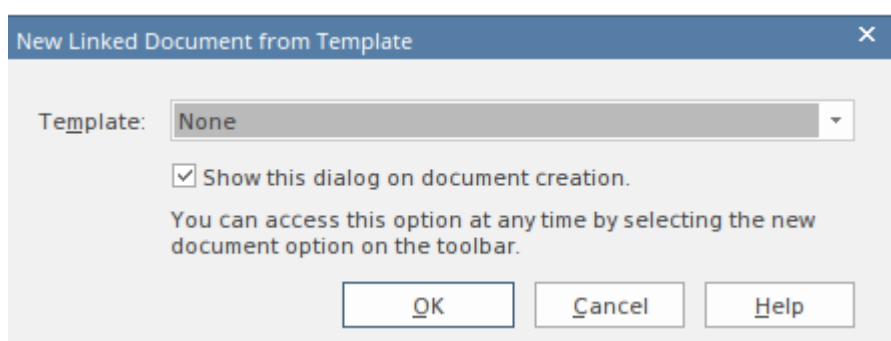 New Linked Document from Template
Template: None
Show this dialog on document creation.
You can access this option at any time by selecting the new
document option on the toolbar.
OK Cancel Help